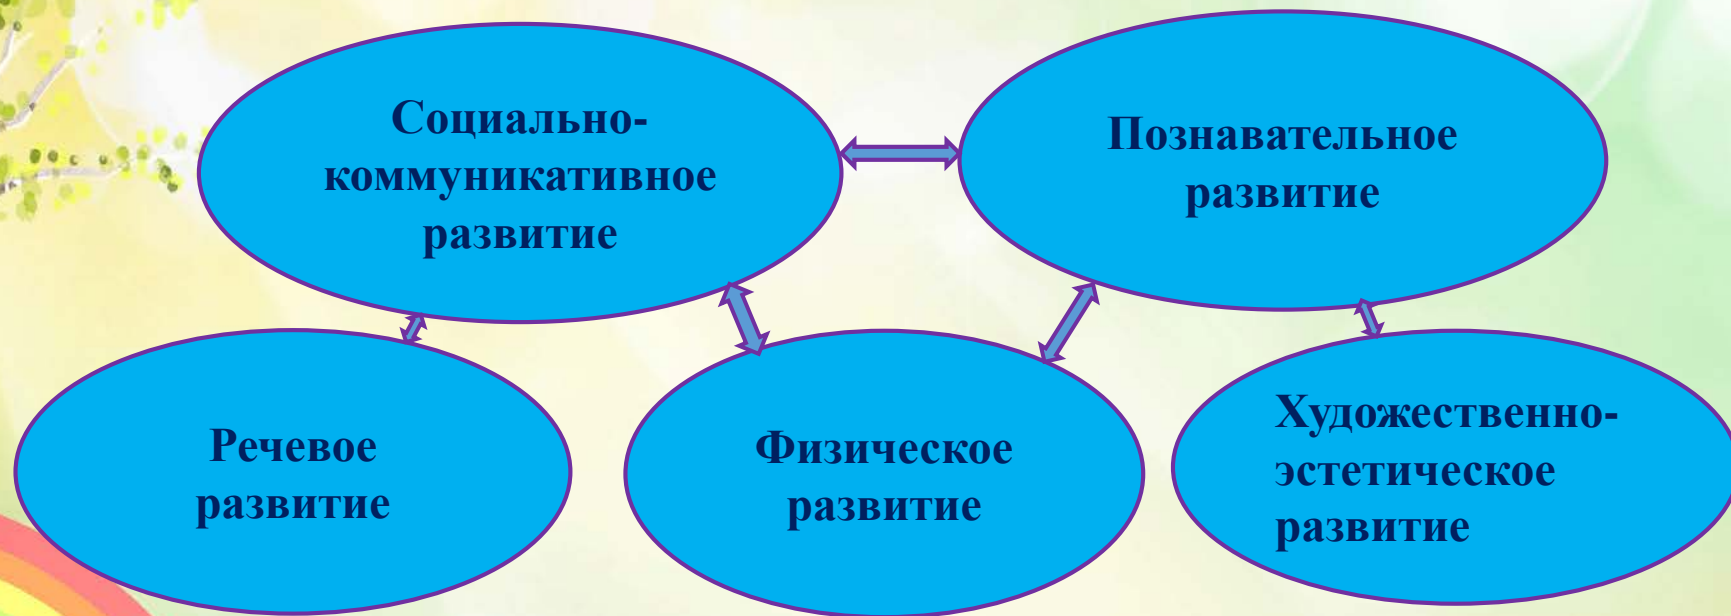 Социально-
коммуникативное
развитие
Познавательное
развитие
Речевое
развитие
Физическое
развитие
Художественно-
эстетическое
развитие